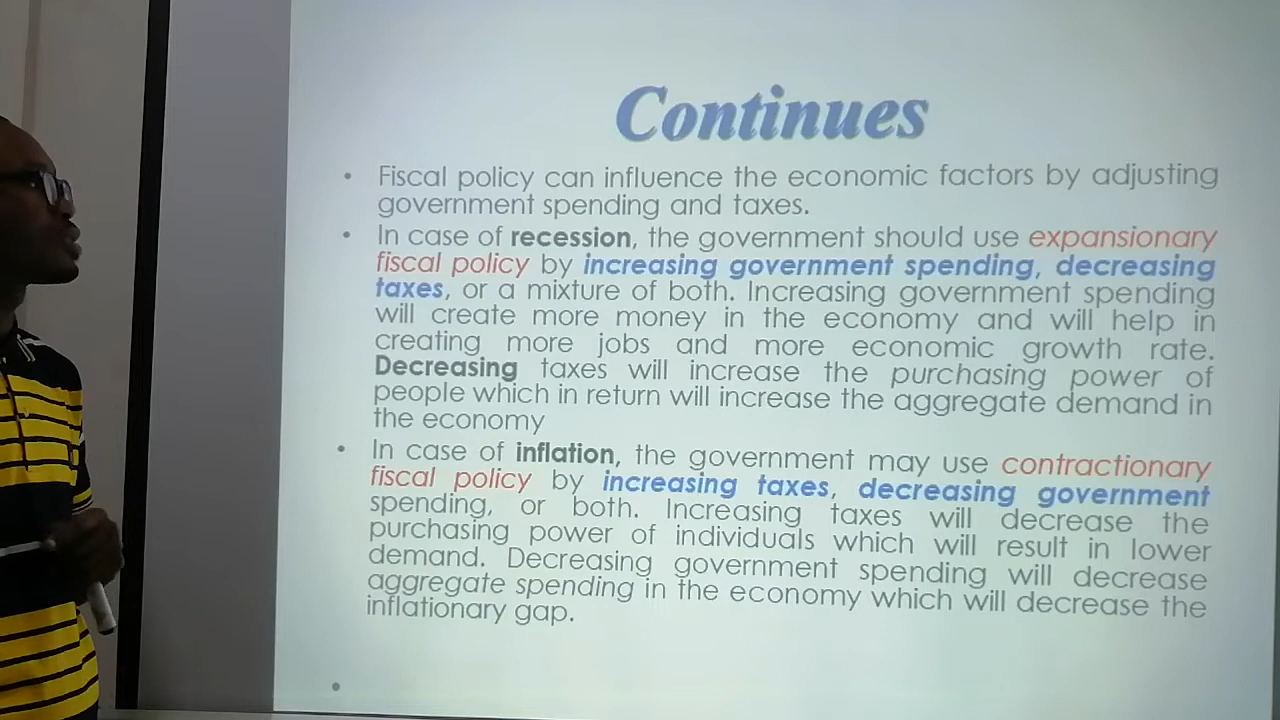 Continues
• Fiscal policy can influence the economic factors by adjusting
government spending and taxes.
• In case of recession, the government should use expansionary
fiscal policy by increasing government spending, decreasing
taxes, or a mixture of both. Increasing government spending
will create more money in the economy and will help in
creating more jobs and more economic growth rate.
Decreasing taxes will increase the purchasing power of
people which in return will increase the aggregate demand in
the economy
• In case of inflation, the government may use contractionary
fiscal policy by increasing taxes, decreasing government
spending, or both. Increasing taxes will decrease the
purchasing power of individuals which will result in lower
demand. Decreasing government spending will decrease
aggregate spending in the economy which will decrease the
inflationary gap.
•